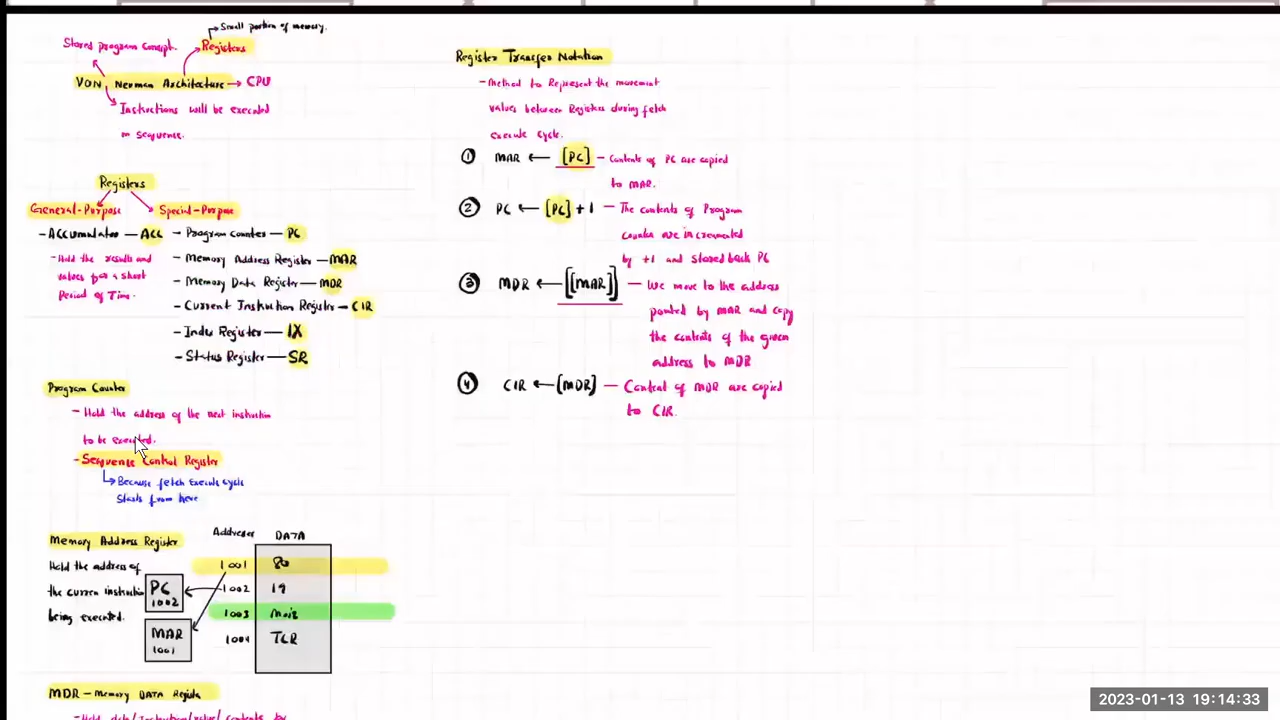 Small portion of memory.
Stored program concept.
Registers
VON Neuman Architecture → CPU
Instructions will be executed
in sequence.
Registers
General-Purpose
Special-Purpose
- Accumulator — ACC
- Hold the results and
values for a short
Period of Time.
- Program counter — PC
- Memory Address Register — MAR
- Memory Data Register — MDR
- Current Instruction Register — CIR
- Index Register — IX
- Status Register — SR
Program Counter
- Hold the address of the next instruction
to be executed.
- Sequence Control Register
Because fetch Execute cycle
Starts from here
Memory Address Register
Hold the address of
the curren instruction
being executed.
PC
1002
MAR
1001
Addresses DATA
1001 80
1002 19
1003 Moiz
1004 TCR
MDR - Memory DATA Register
- Hold data/Instruction/value/ contents
Register Transfer Notation
- Method to Represent the movement
values between Registers during fetch
execute cycle.
① MAR ← [PC] - Contents of PC are copied
to MAR.
② PC ← [PC] + 1 - The contents of Program
counter are incremented
by +1 and stored back PC
③ MDR ← [[MAR]] - We move to the address
pointed by MAR and copy
the contents of the given
address to MDR
④ CIR ← [MDR] - Content of MDR are copied
to CIR.
2023-01-13 19:14:33